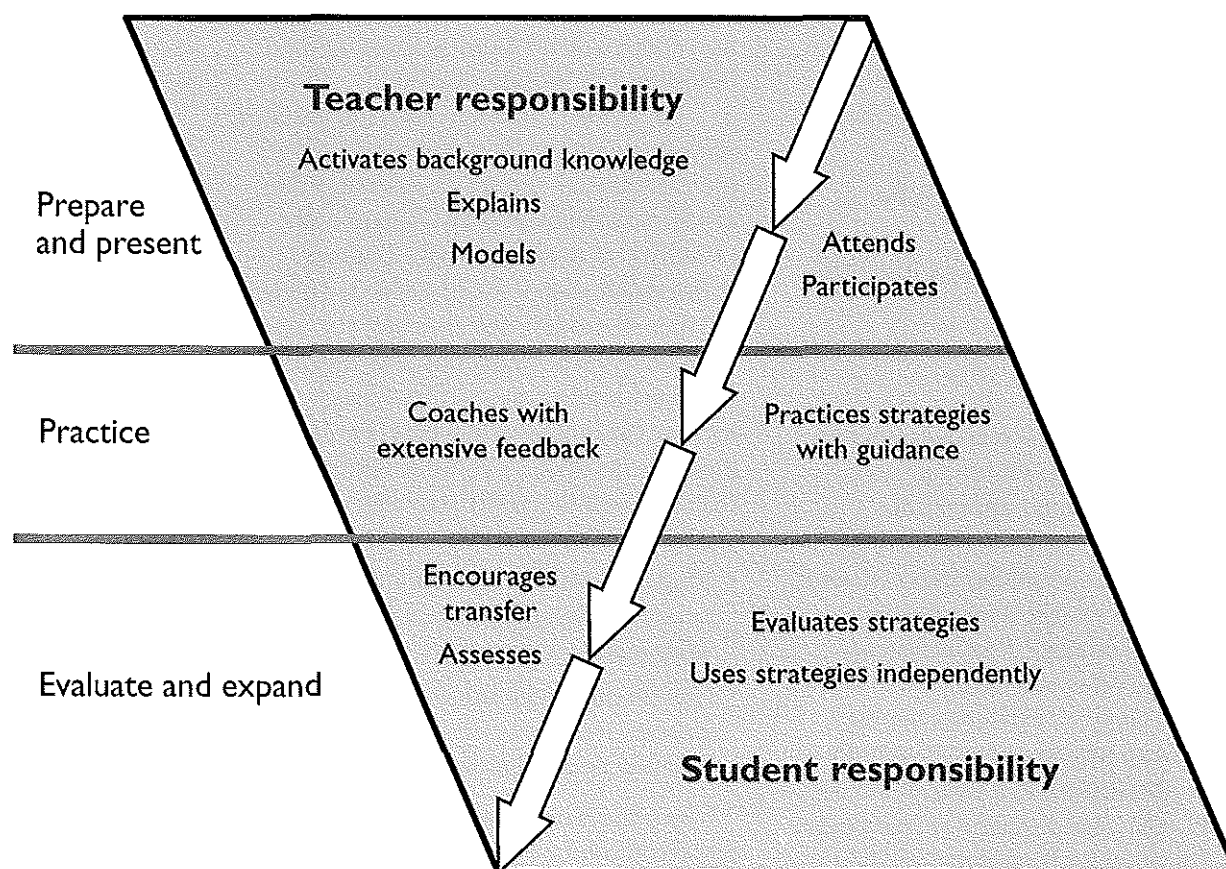 Teacher responsibility
Activates background knowledge
Explains
Models
Prepare
and present
Attends
Participates
Practice
Coaches with
extensive feedback
Practices strategies
with guidance
Evaluate and expand
Encourages
transfer
Assesses
Evaluates strategies
Uses strategies independently
Student responsibility